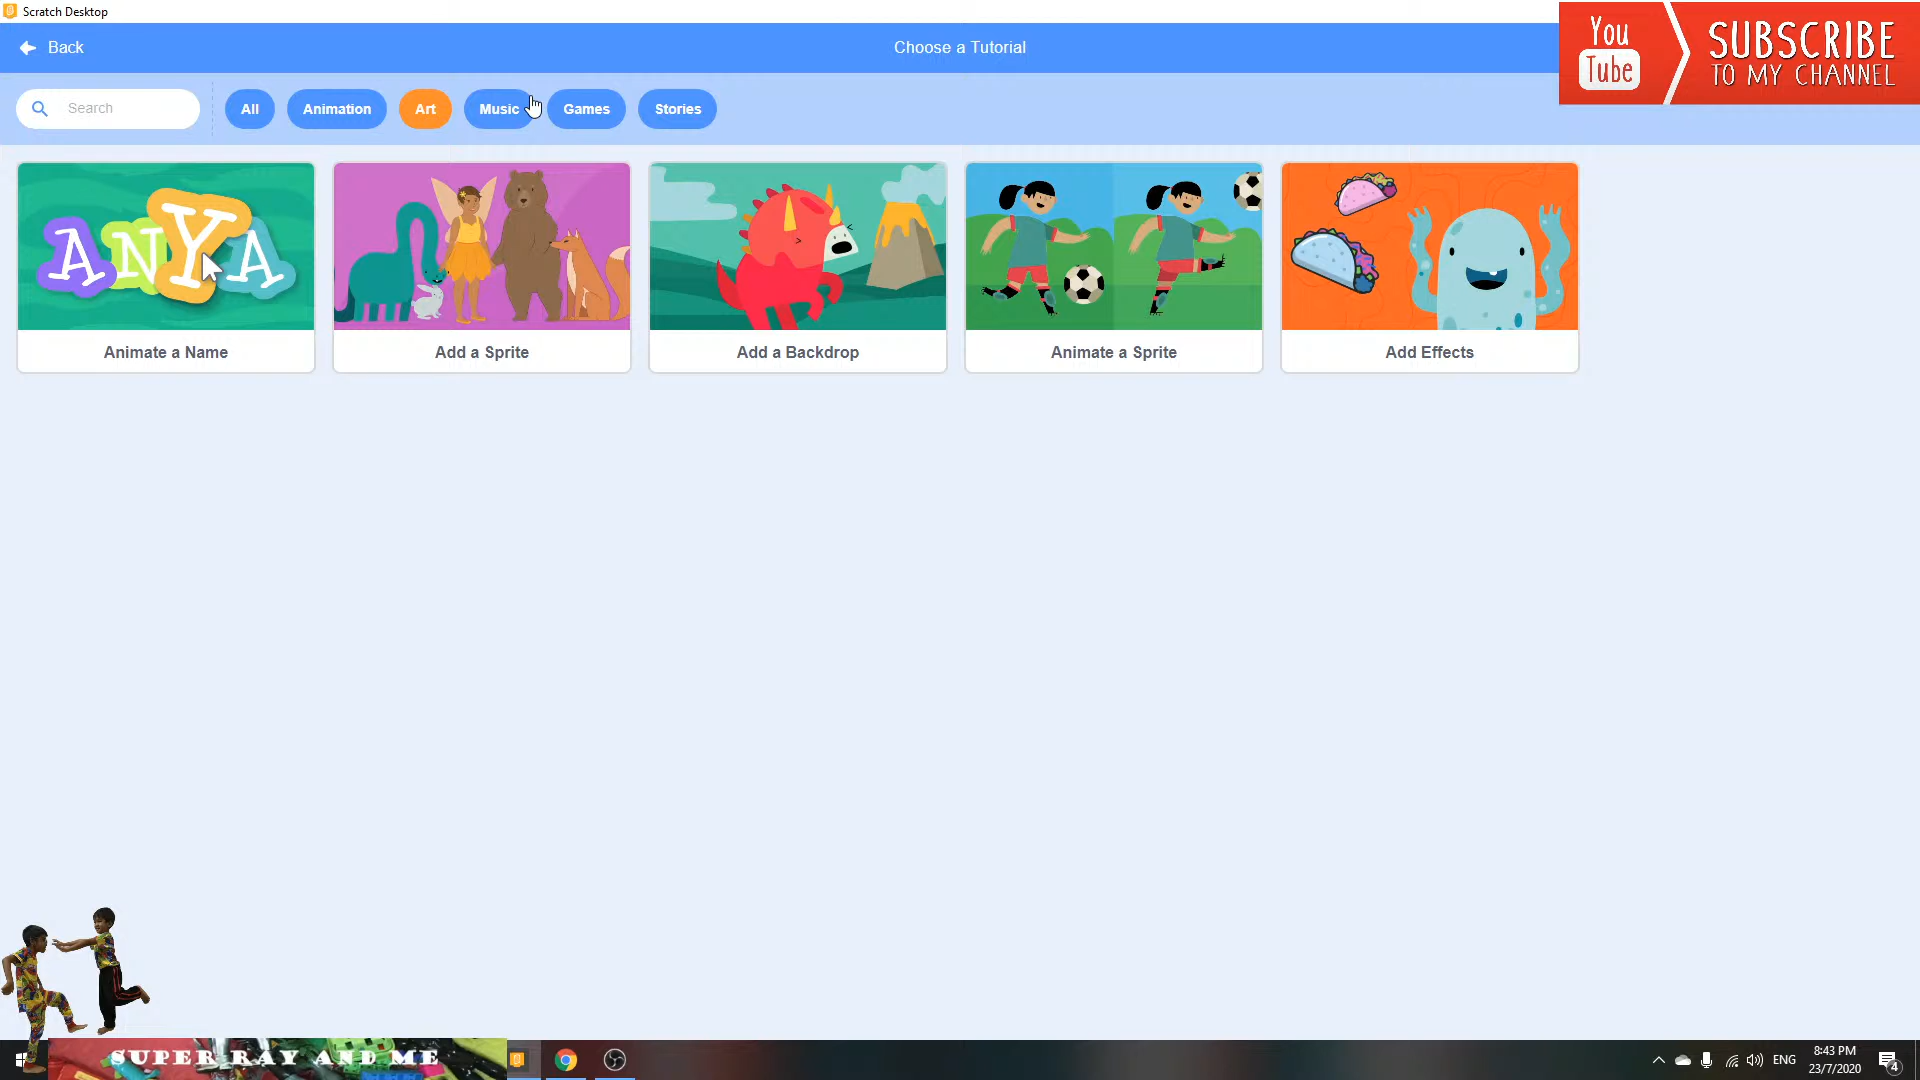 Scratch Desktop
Back
Choose a Tutorial
You
Tube
SUBSCRIBE
TO MY CHANNEL
Search
All
Animation
Art
Music
Games
Stories
ANYA
Animate a Name
Add a Sprite
Add a Backdrop
Animate a Sprite
Add Effects
SUPER RAY AND ME
ENG
8:43 PM
23/7/2020
4